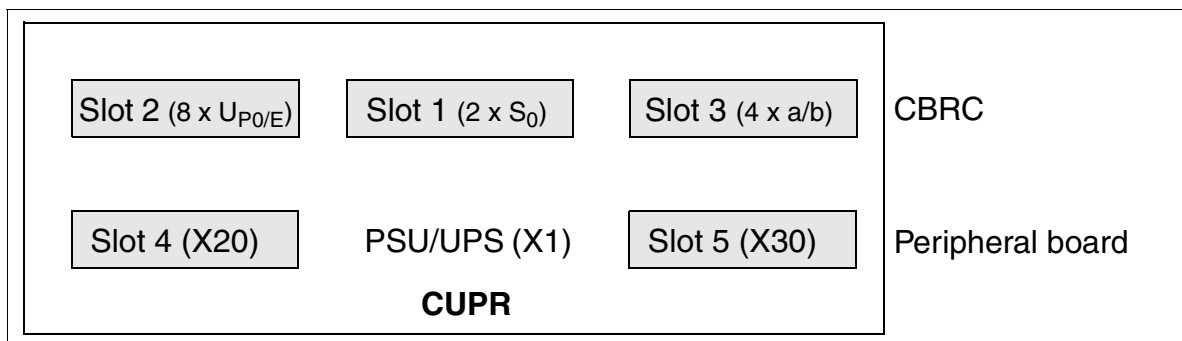 Slot 2 (8 x UP0/E) Slot 1 (2 x S0) Slot 3 (4 x a/b) CBRC
Slot 4 (X20) PSU/UPS (X1) Slot 5 (X30) Peripheral board
CUPR